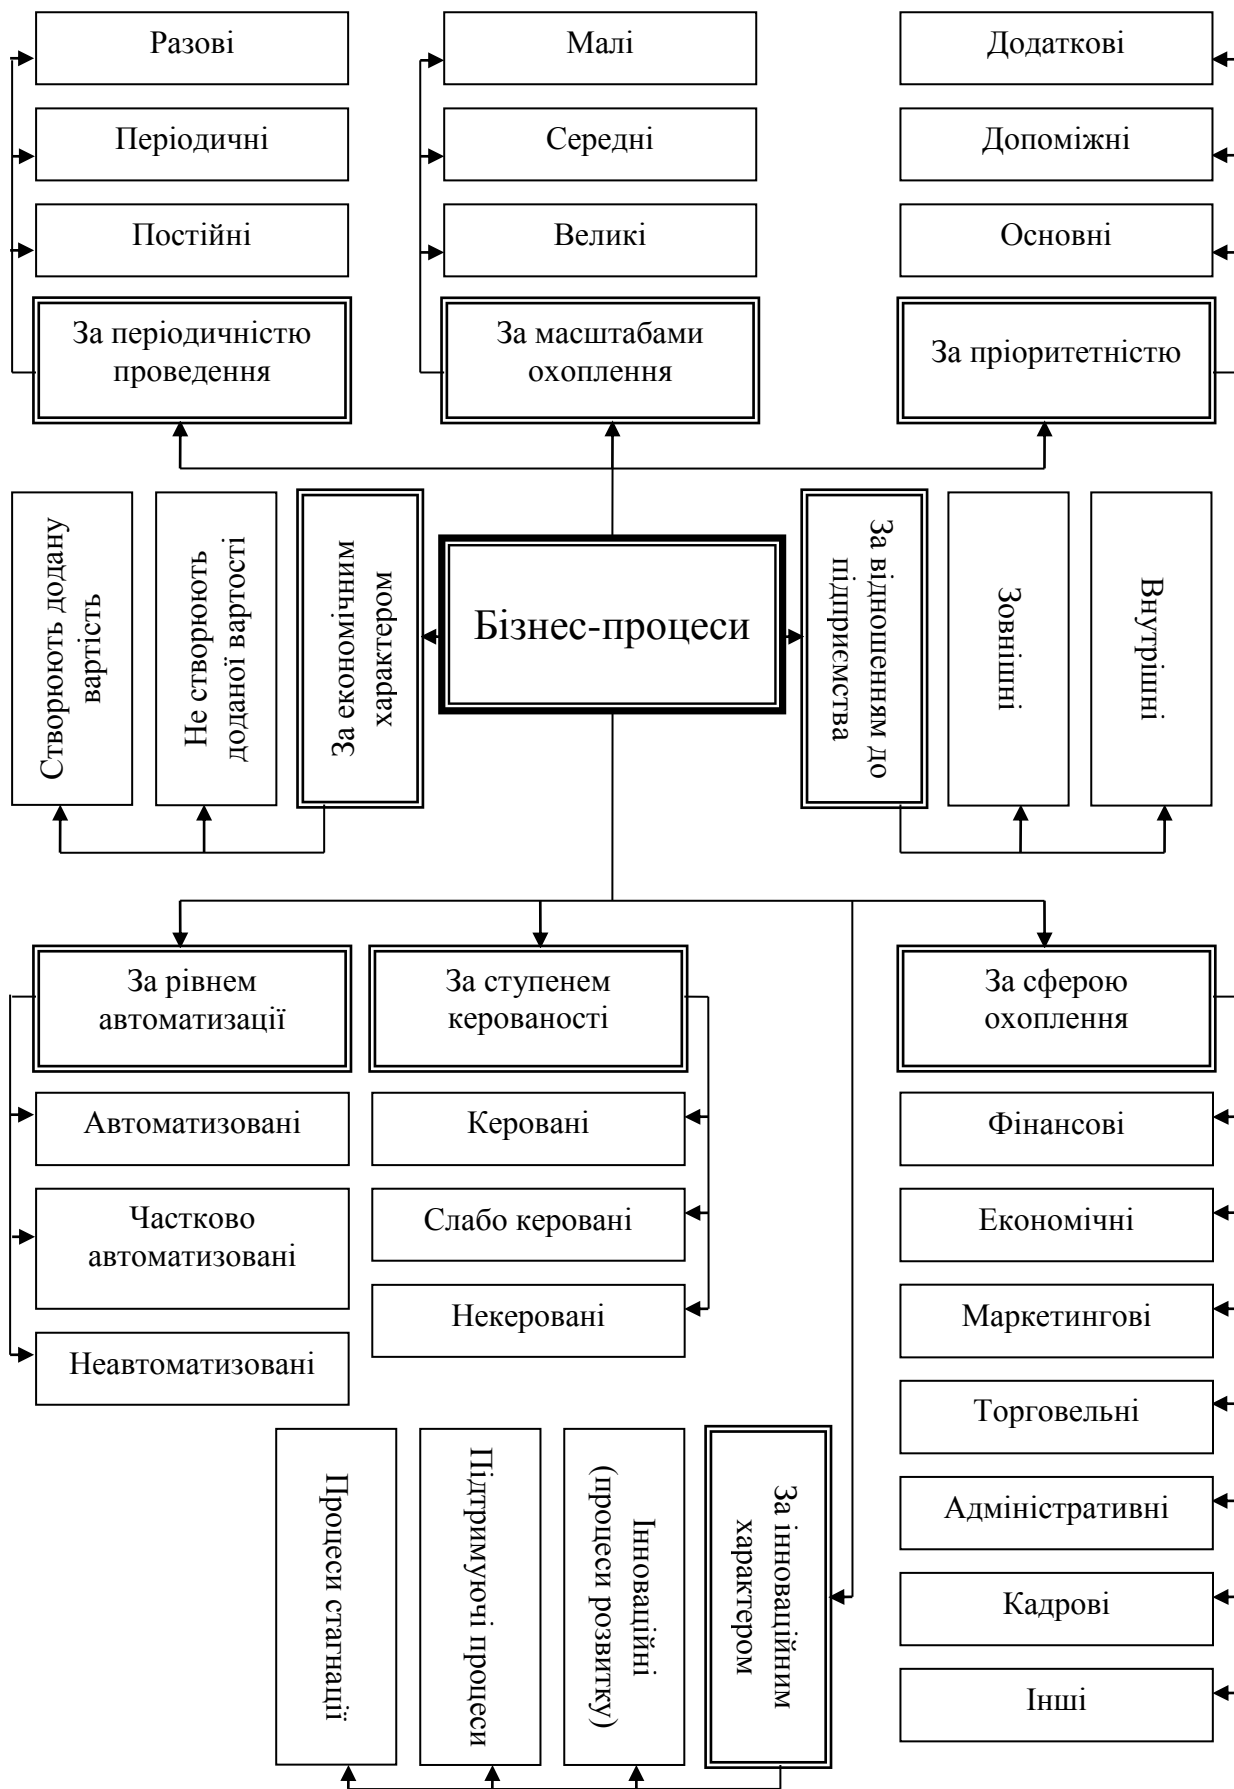 Разові
Малі
Додаткові
Періодичні
Середні
Допоміжні
Постійні
Великі
Основні
За періодичністю
проведення
За масштабами
охоплення
За пріоритетністю
Створюють додану
вартість
Не створюють
доданої вартості
За економічним
характером
Бізнес-процеси
За відношенням до
підприємства
Зовнішні
Внутрішні
За рівнем
автоматизації
За ступенем
керованості
За сферою
охоплення
Автоматизовані
Керовані
Фінансові
Частково
автоматизовані
Слабо керовані
Економічні
Неавтоматизовані
Некеровані
Маркетингові
Торговельні
Адміністративні
Кадрові
Інші
Процеси стагнації
Підтримуючі процеси
Інноваційні
(процеси розвитку)
За інноваційним
характером